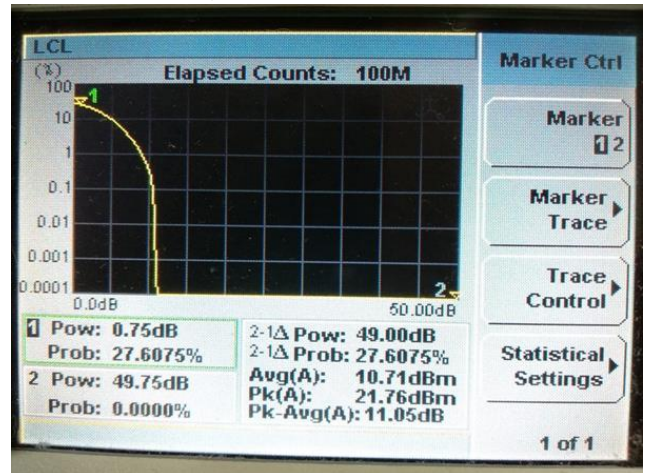 LCL
Marker Ctrl
(%)
Elapsed Counts: 100M
100
1
10
1
0.1
0.01
0.001
0.0001
2
0.0dB
50.00dB
1 Pow: 0.75dB
Prob: 27.6075%
2 Pow: 49.75dB
Prob: 0.0000%
2-1Δ Pow: 49.00dB
2-1Δ Prob: 27.6075%
Avg(A): 10.71dBm
Pk(A): 21.76dBm
Pk-Avg(A): 11.05dB
Marker
1 2
Marker
Trace
Trace
Control
Statistical
Settings
1 of 1